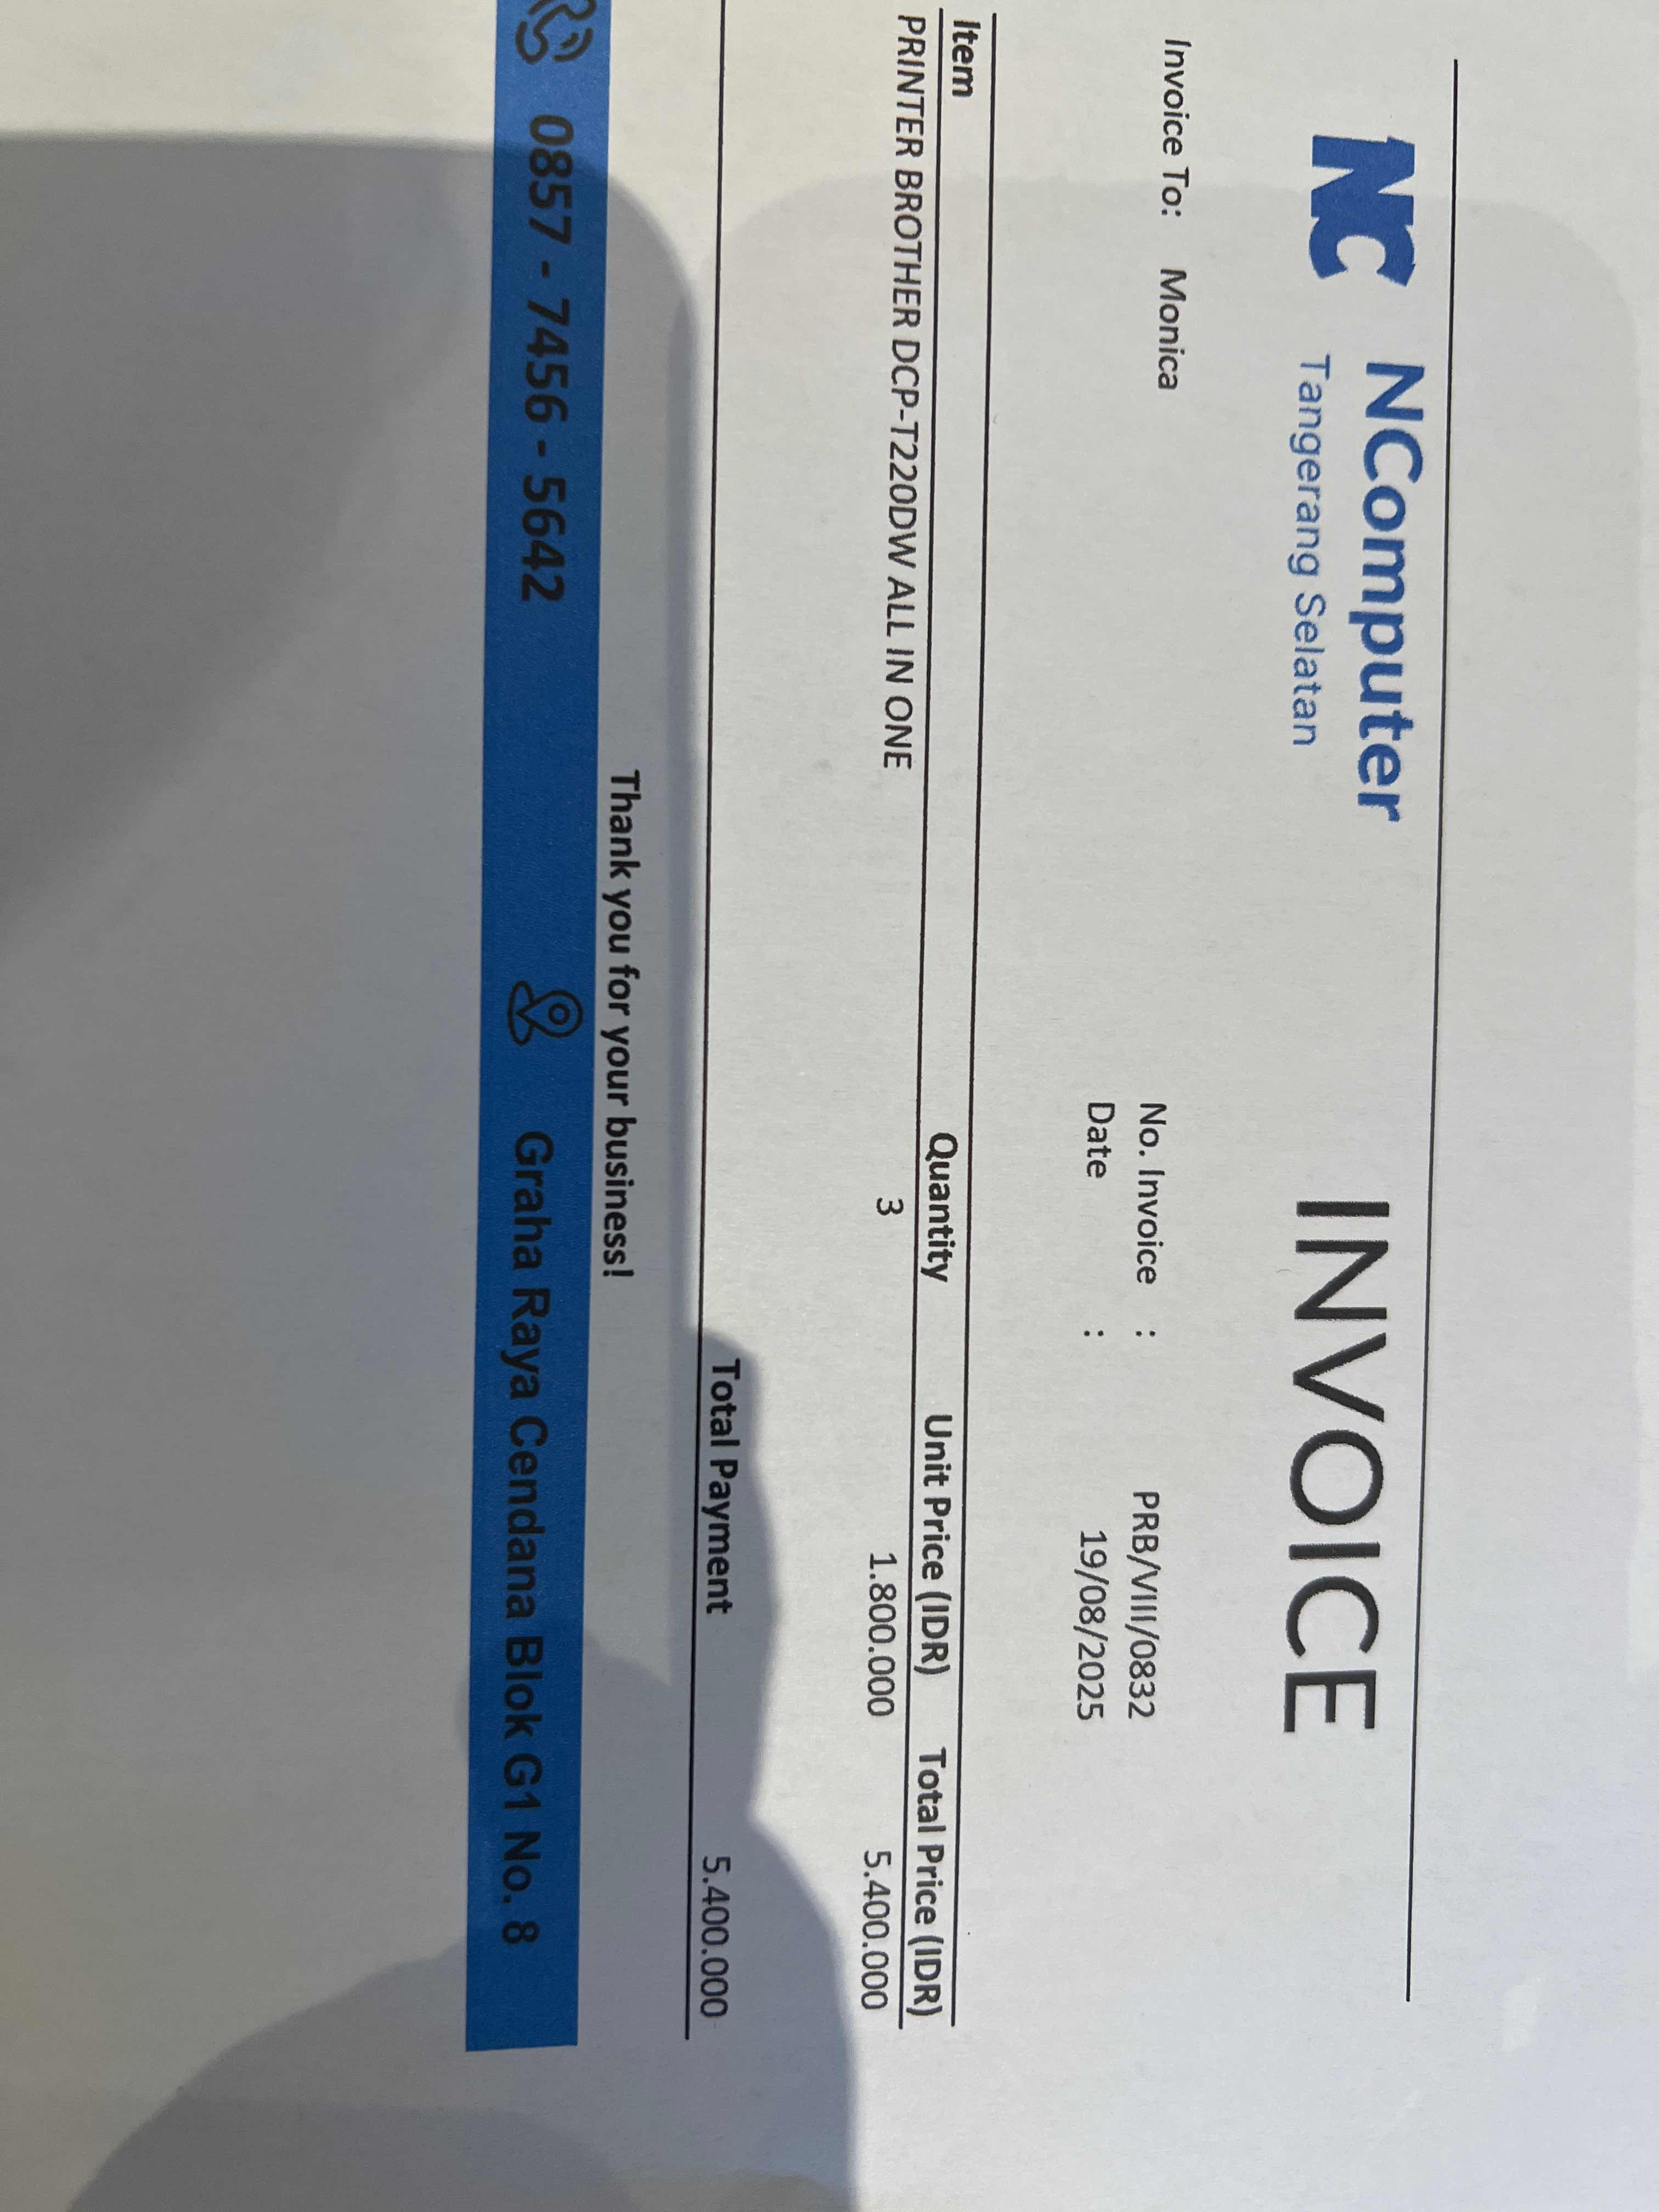 NC NComputer INVOICE
Tangerang Selatan
Invoice To: Monica
No. Invoice : PRB/VIII/0832
Date : 19/08/2025
Item Quantity Unit Price (IDR) Total Price (IDR)
PRINTER BROTHER DCP-T220DW ALL IN ONE 3 1.800.000 5.400.000
Total Payment 5.400.000
Thank you for your business!
0857 - 7456 - 5642 Graha Raya Cendana Blok G1 No. 8